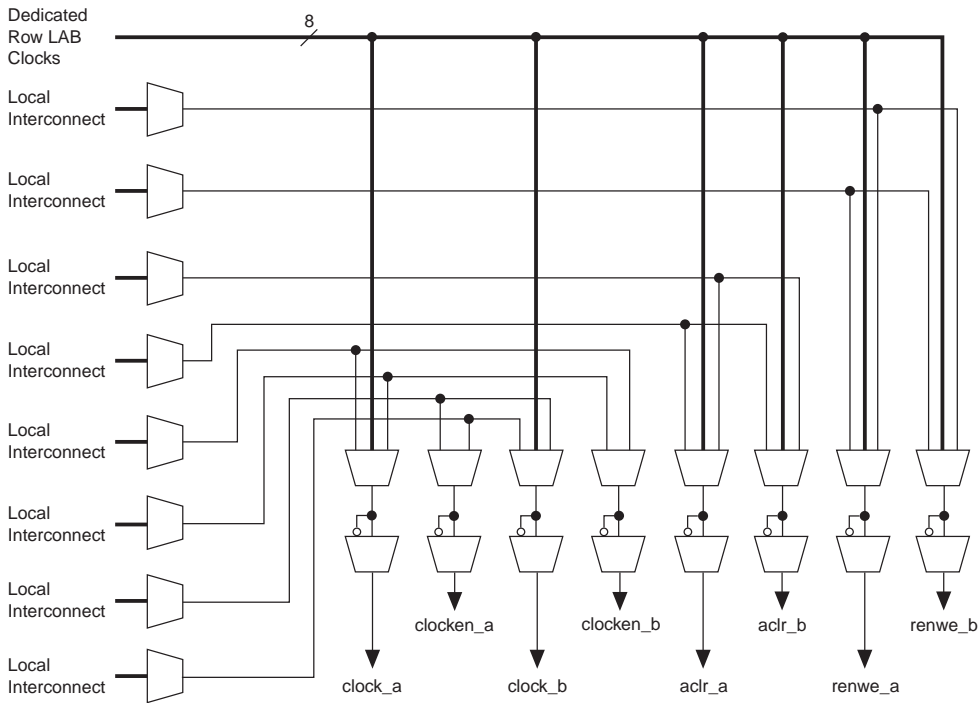 Dedicated
Row LAB
Clocks
8
Local
Interconnect
Local
Interconnect
Local
Interconnect
Local
Interconnect
Local
Interconnect
Local
Interconnect
Local
Interconnect
Local
Interconnect
clocken_a
clocken_b
aclr_b
renwe_b
clock_a
clock_b
aclr_a
renwe_a